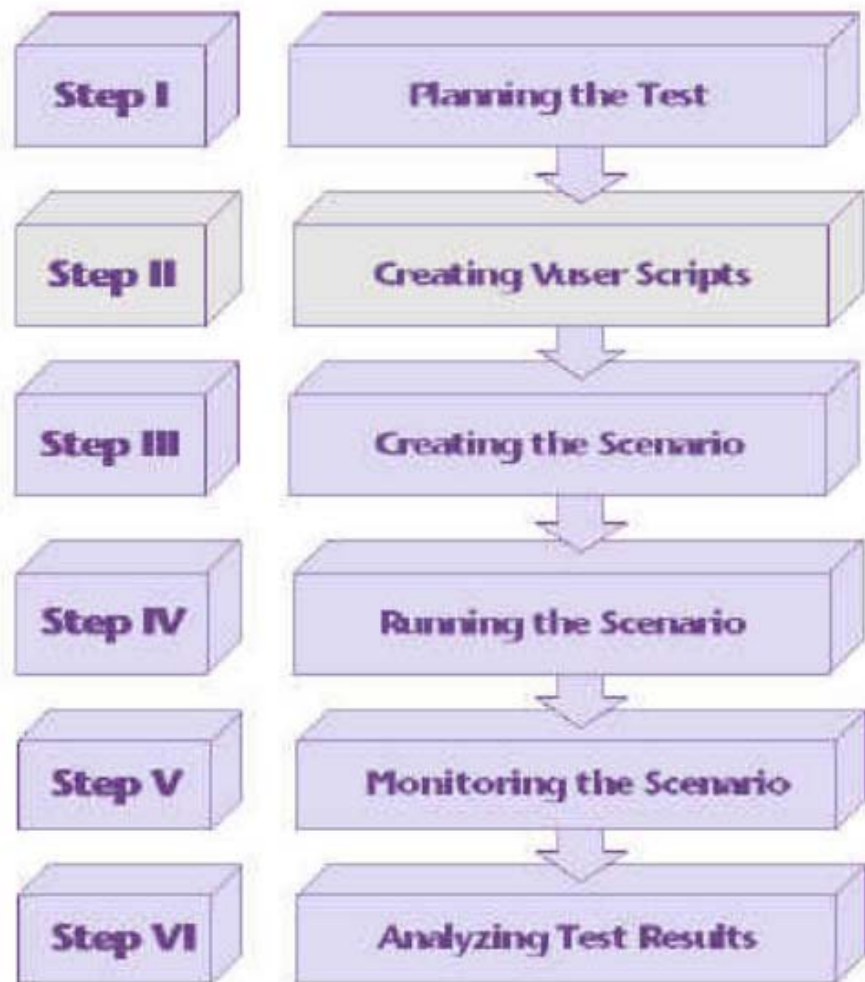 Step I
Planning the Test
Step II
Creating Vuser Scripts
Step III
Creating the Scenario
Step IV
Running the Scenario
Step V
Monitoring the Scenario
Step VI
Analyzing Test Results